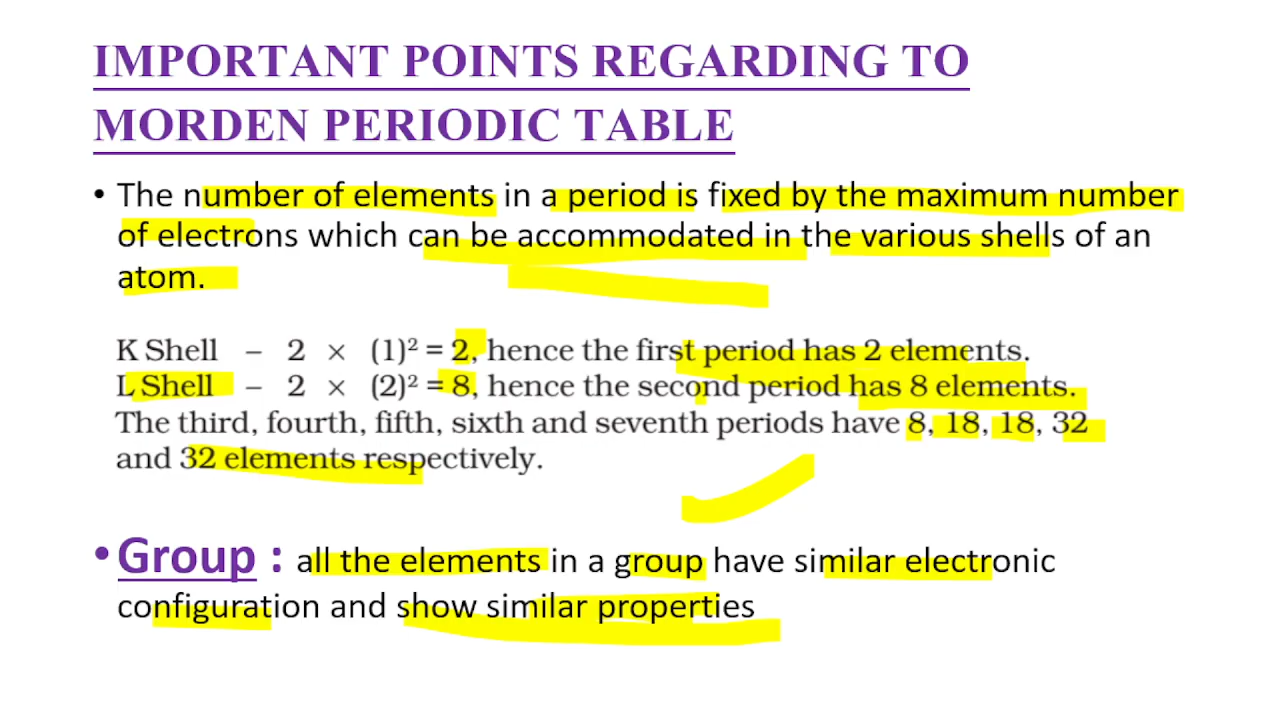 IMPORTANT POINTS REGARDING TO
MORDEN PERIODIC TABLE
• The number of elements in a period is fixed by the maximum number
of electrons which can be accommodated in the various shells of an
atom.
K Shell – 2 × (1)² = 2, hence the first period has 2 elements.
L Shell – 2 × (2)² = 8, hence the second period has 8 elements.
The third, fourth, fifth, sixth and seventh periods have 8, 18, 18, 32
and 32 elements respectively.
• Group : all the elements in a group have similar electronic
configuration and show similar properties